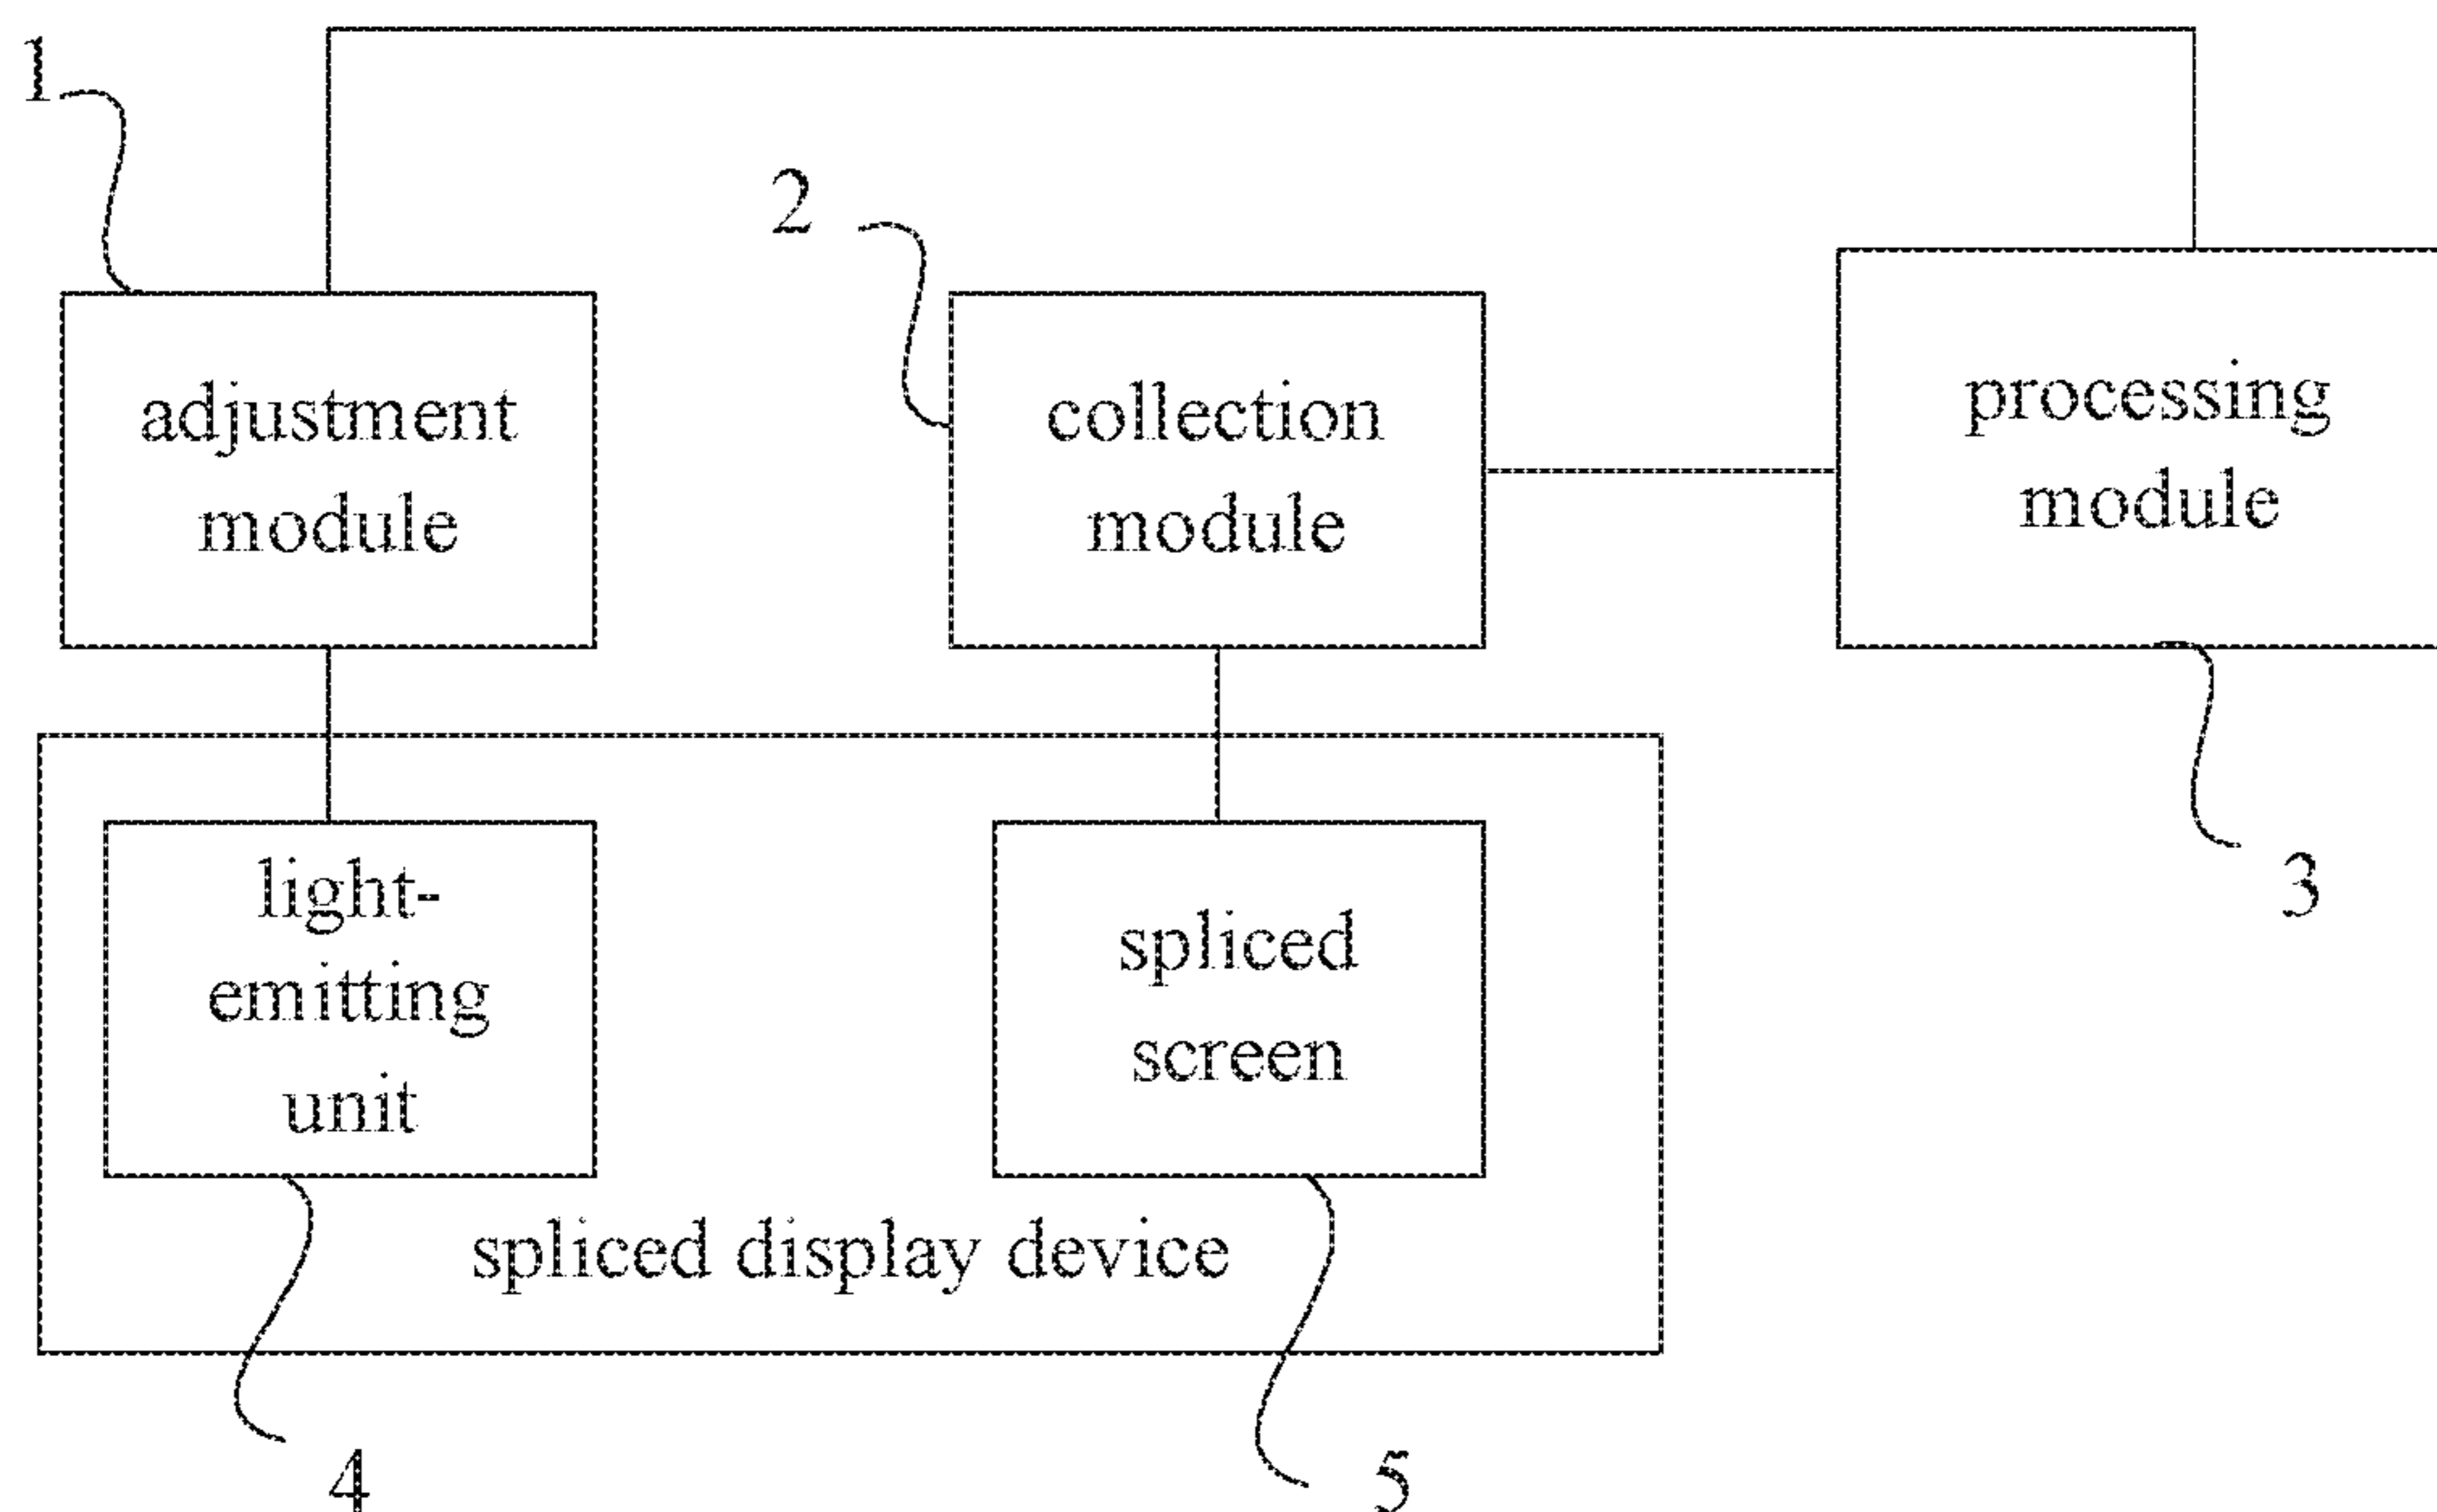 1
2
adjustment
module
collection
module
processing
module
3
light-
emitting
unit
spliced
screen
spliced display device
4
5